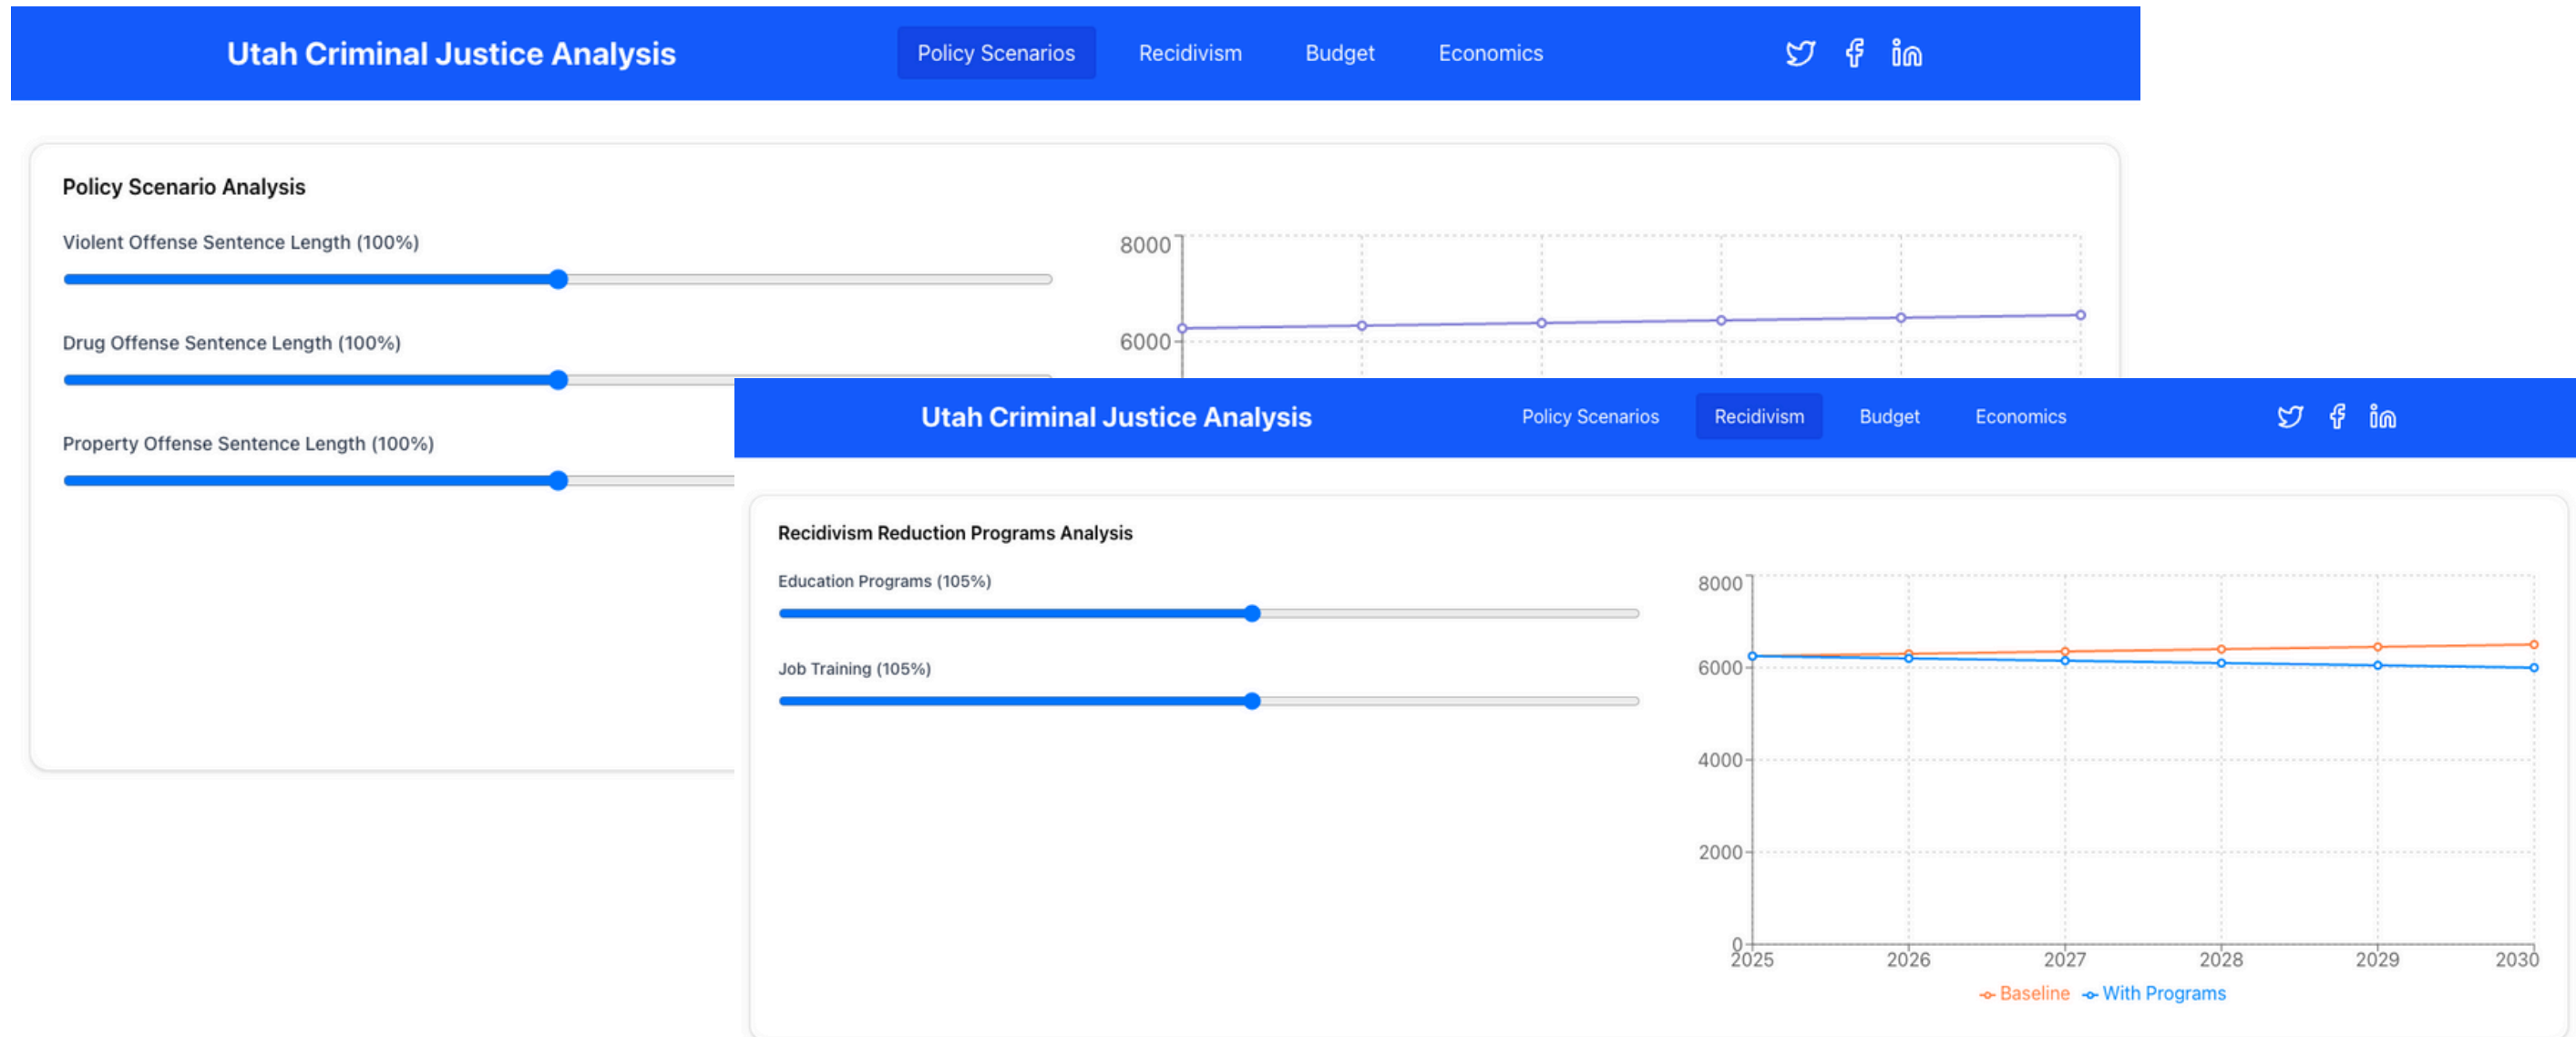 Utah Criminal Justice Analysis
Policy Scenarios Recidivism Budget Economics
Policy Scenario Analysis
Violent Offense Sentence Length (100%)
Drug Offense Sentence Length (100%)
Property Offense Sentence Length (100%)
8000
6000
Utah Criminal Justice Analysis
Policy Scenarios Recidivism Budget Economics
Recidivism Reduction Programs Analysis
Education Programs (105%)
Job Training (105%)
8000
6000
4000
2000
0
2025 2026 2027 2028 2029 2030
Baseline With Programs